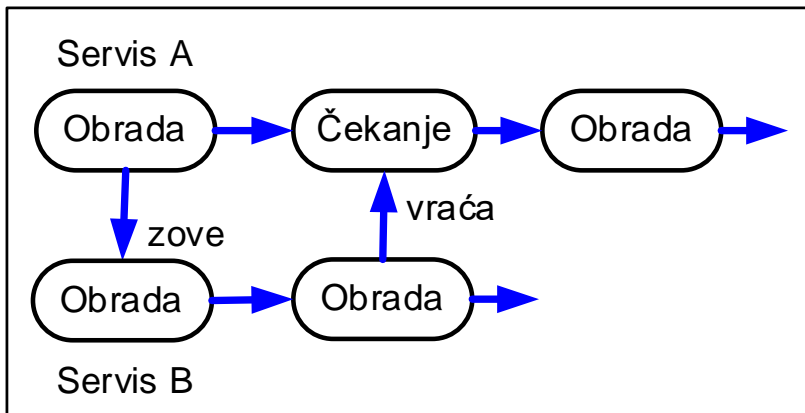 Servis A
Obrada
Čekanje
Obrada
zove
vraća
Obrada
Obrada
Servis B